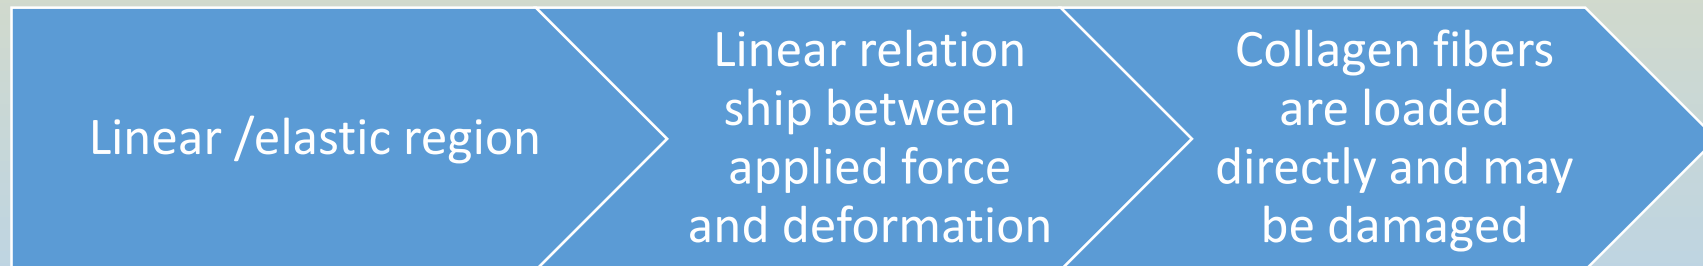 Linear /elastic region
Linear relation
ship between
applied force
and deformation
Collagen fibers
are loaded
directly and may
be damaged